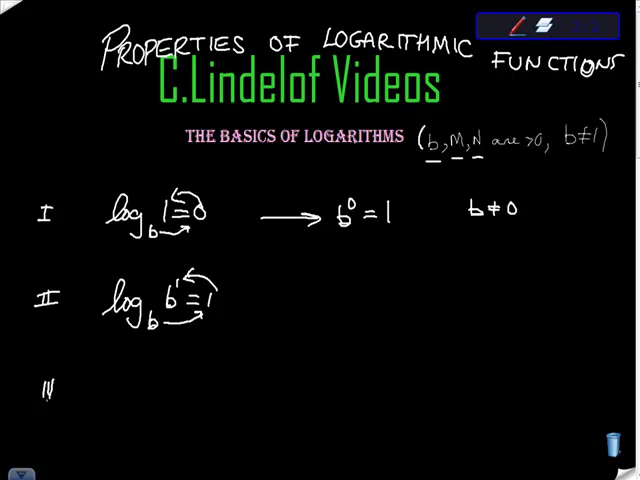 PROPERTIES OF LOGARITHMIC FUNCTIONS
C.Lindelof Videos
THE BASICS OF LOGARITHMS (b, M, N are >0, b≠1)
I log_b 1 = 0 → b^0 = 1 b≠0
II log_b b^1 = 1